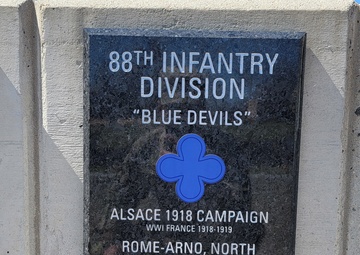 88TH INFANTRY
DIVISION
"BLUE DEVILS"
ALSACE 1918 CAMPAIGN
WWI FRANCE 1918-1919
ROME-ARNO, NORTH